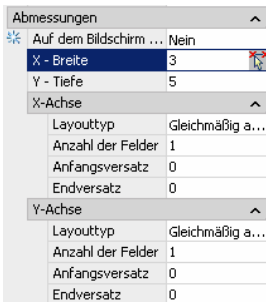 Abmessungen
Auf dem Bildschirm ... Nein
X - Breite 3
Y - Tiefe 5
X-Achse
Layouttyp Gleichmäßig a...
Anzahl der Felder 1
Anfangsversatz 0
Endversatz 0
Y-Achse
Layouttyp Gleichmäßig a...
Anzahl der Felder 1
Anfangsversatz 0
Endversatz 0